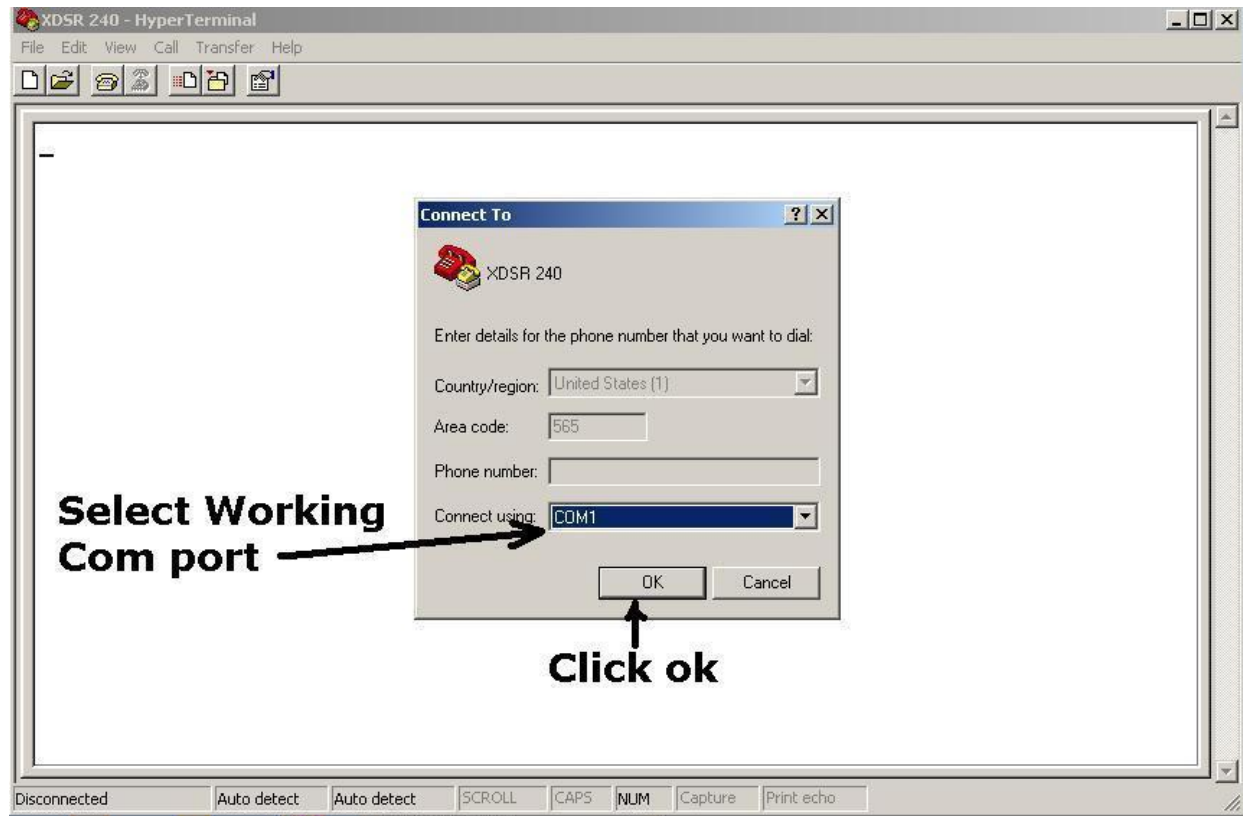 XDSR 240 - HyperTerminal
File Edit View Call Transfer Help
Connect To
XDSR 240
Enter details for the phone number that you want to dial:
Country/region: United States (1)
Area code: 565
Phone number:
Connect using: COM1
Select Working
Com port
OK Cancel
Click ok
Disconnected Auto detect Auto detect SCROLL CAPS NUM Capture Print echo